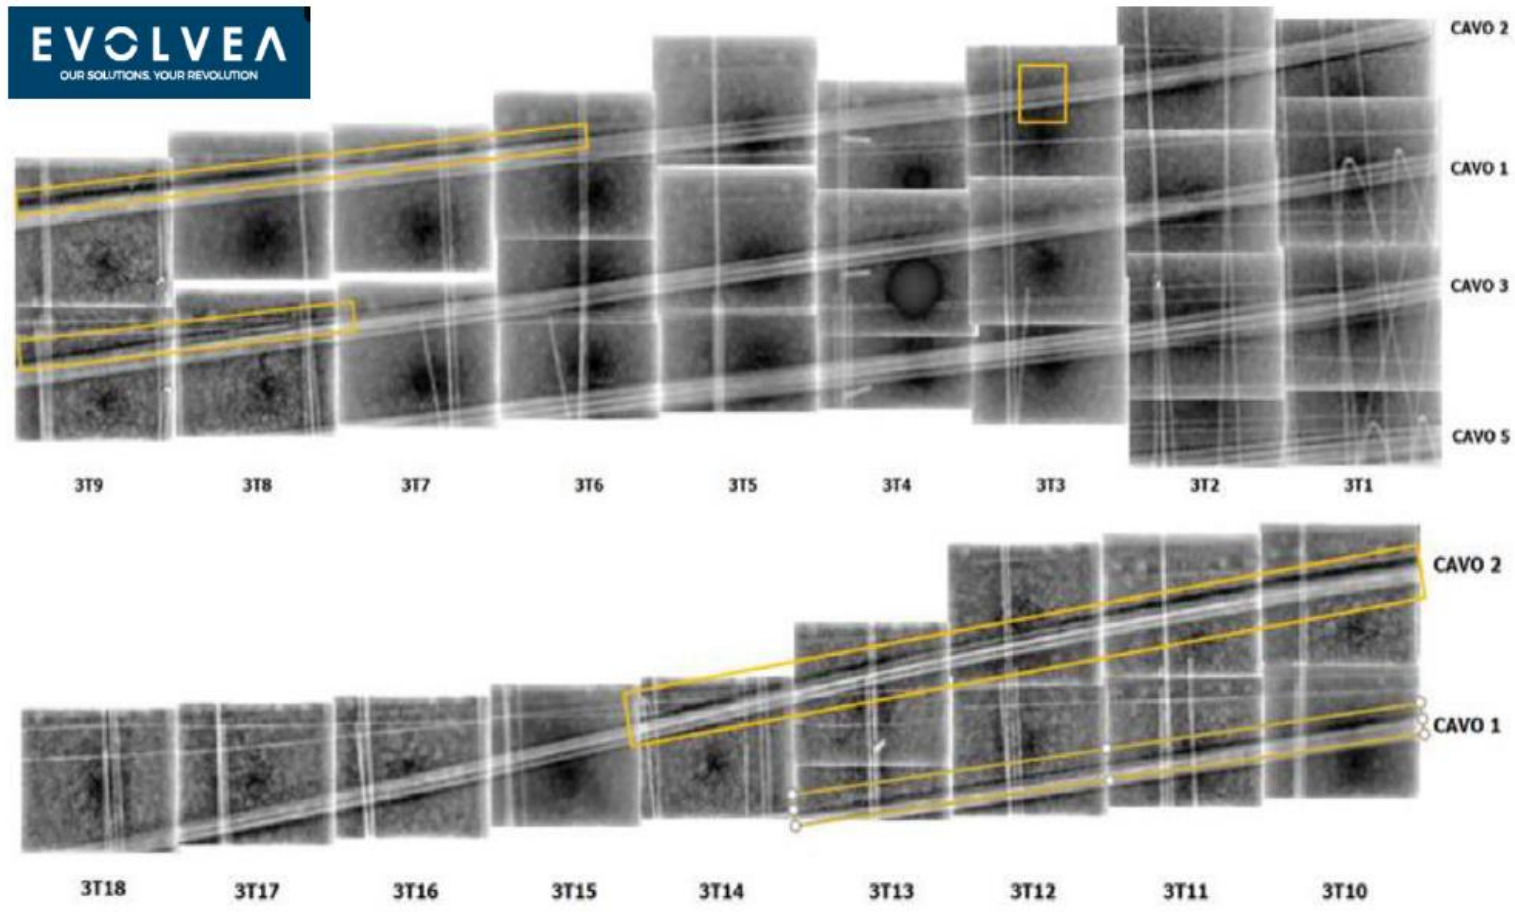 EVOLVEA
OUR SOLUTIONS. YOUR REVOLUTION
CAVO 2
CAVO 1
CAVO 3
CAVO 5
3T9 3T8 3T7 3T6 3T5 3T4 3T3 3T2 3T1
CAVO 2
CAVO 1
3T18 3T17 3T16 3T15 3T14 3T13 3T12 3T11 3T10